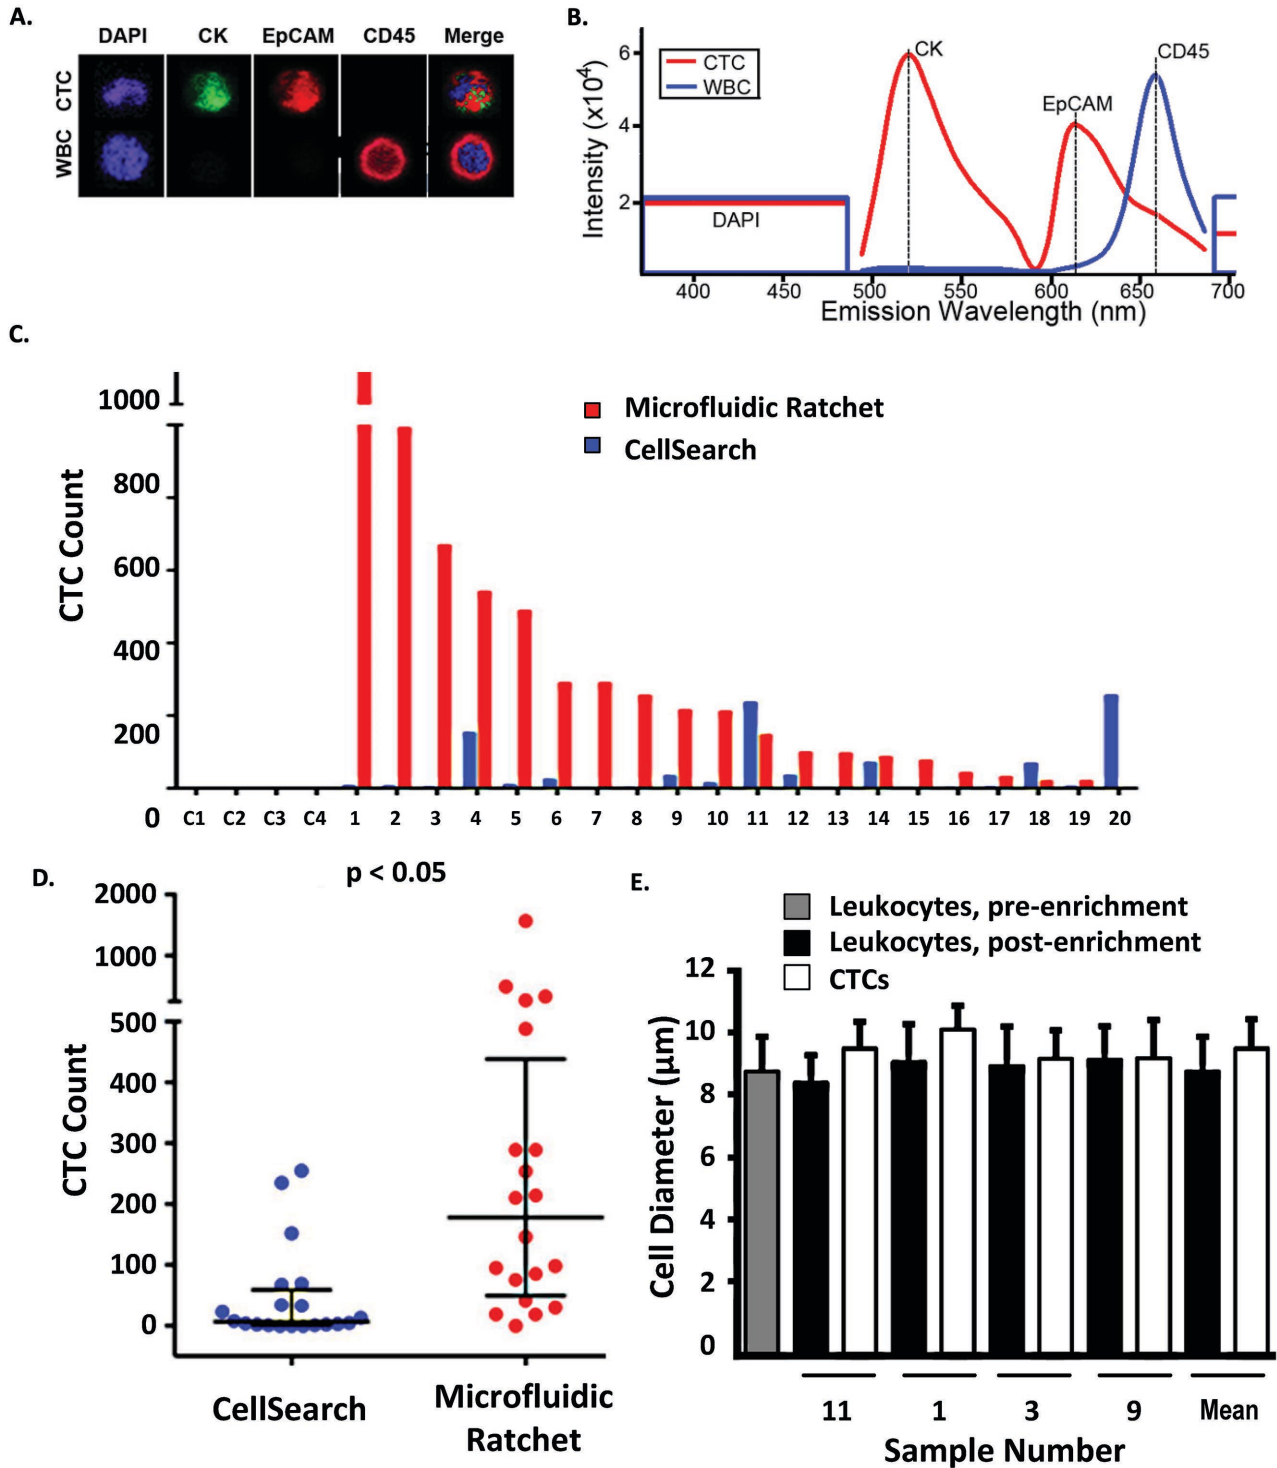 A.
DAPI CK EpCAM CD45 Merge
CTC
WBC
B.
Intensity (x10⁴)
6
4
2
CTC
WBC
CK
EpCAM
CD45
DAPI
400 450 500 550 600 650 700
Emission Wavelength (nm)
C.
CTC Count
1000
800
600
400
200
0
Microfluidic Ratchet
CellSearch
C1 C2 C3 C4 1 2 3 4 5 6 7 8 9 10 11 12 13 14 15 16 17 18 19 20
D.
p < 0.05
CTC Count
2000
1000
500
400
300
200
100
0
CellSearch
Microfluidic
Ratchet
E.
Leukocytes, pre-enrichment
Leukocytes, post-enrichment
CTCs
Cell Diameter (µm)
12
10
8
6
4
2
0
11 1 3 9 Mean
Sample Number